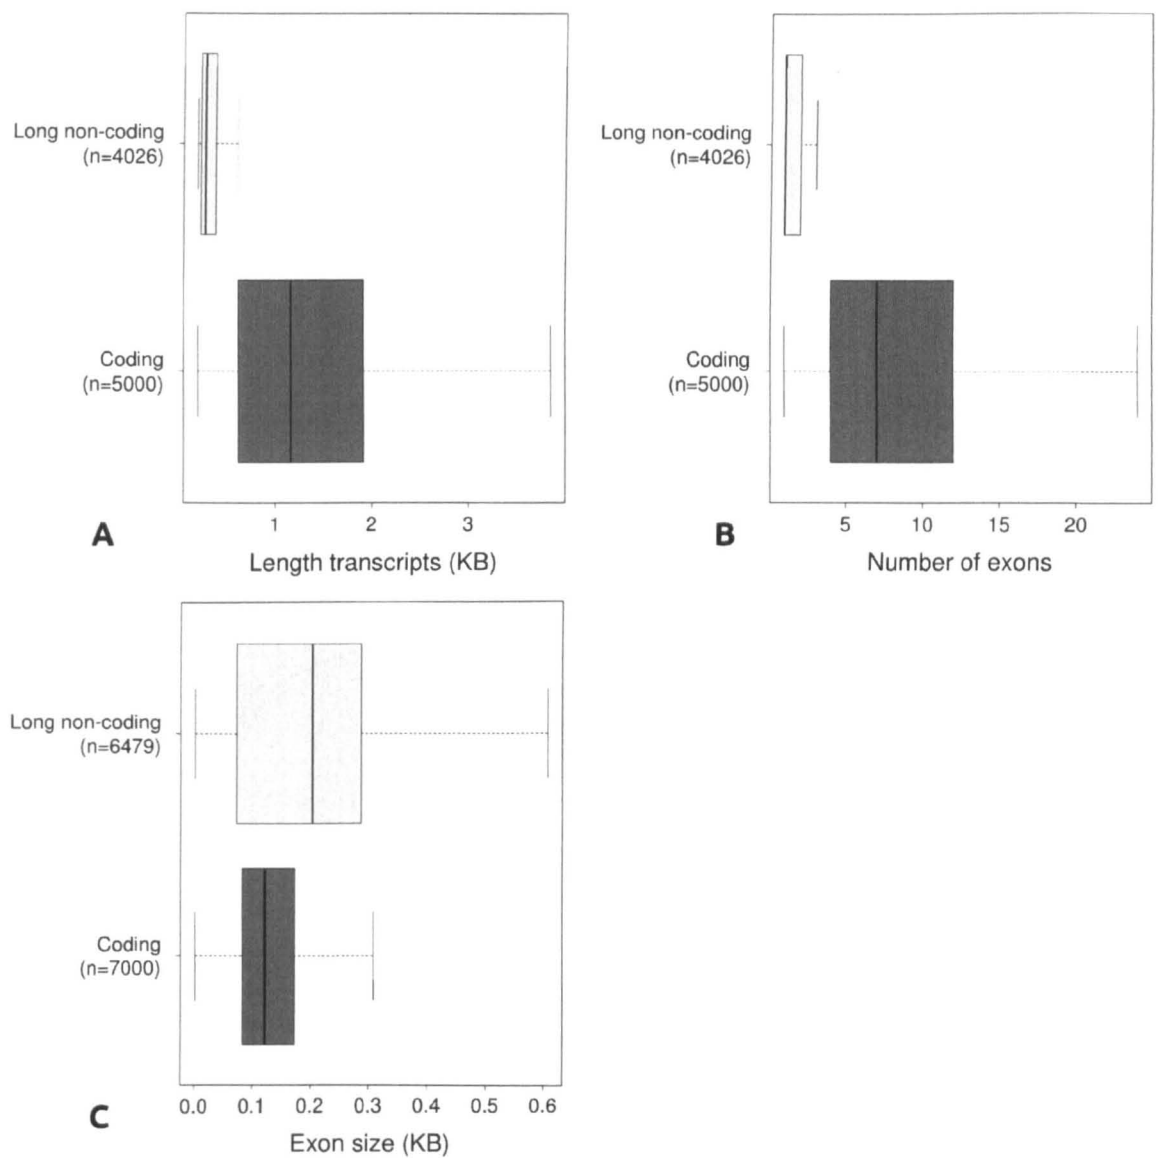 Long non-coding
(n=4026)
Coding
(n=5000)
1 2 3
A
Length transcripts (KB)
Long non-coding
(n=4026)
Coding
(n=5000)
5 10 15 20
B
Number of exons
Long non-coding
(n=6479)
Coding
(n=7000)
0.0 0.1 0.2 0.3 0.4 0.5 0.6
C
Exon size (KB)